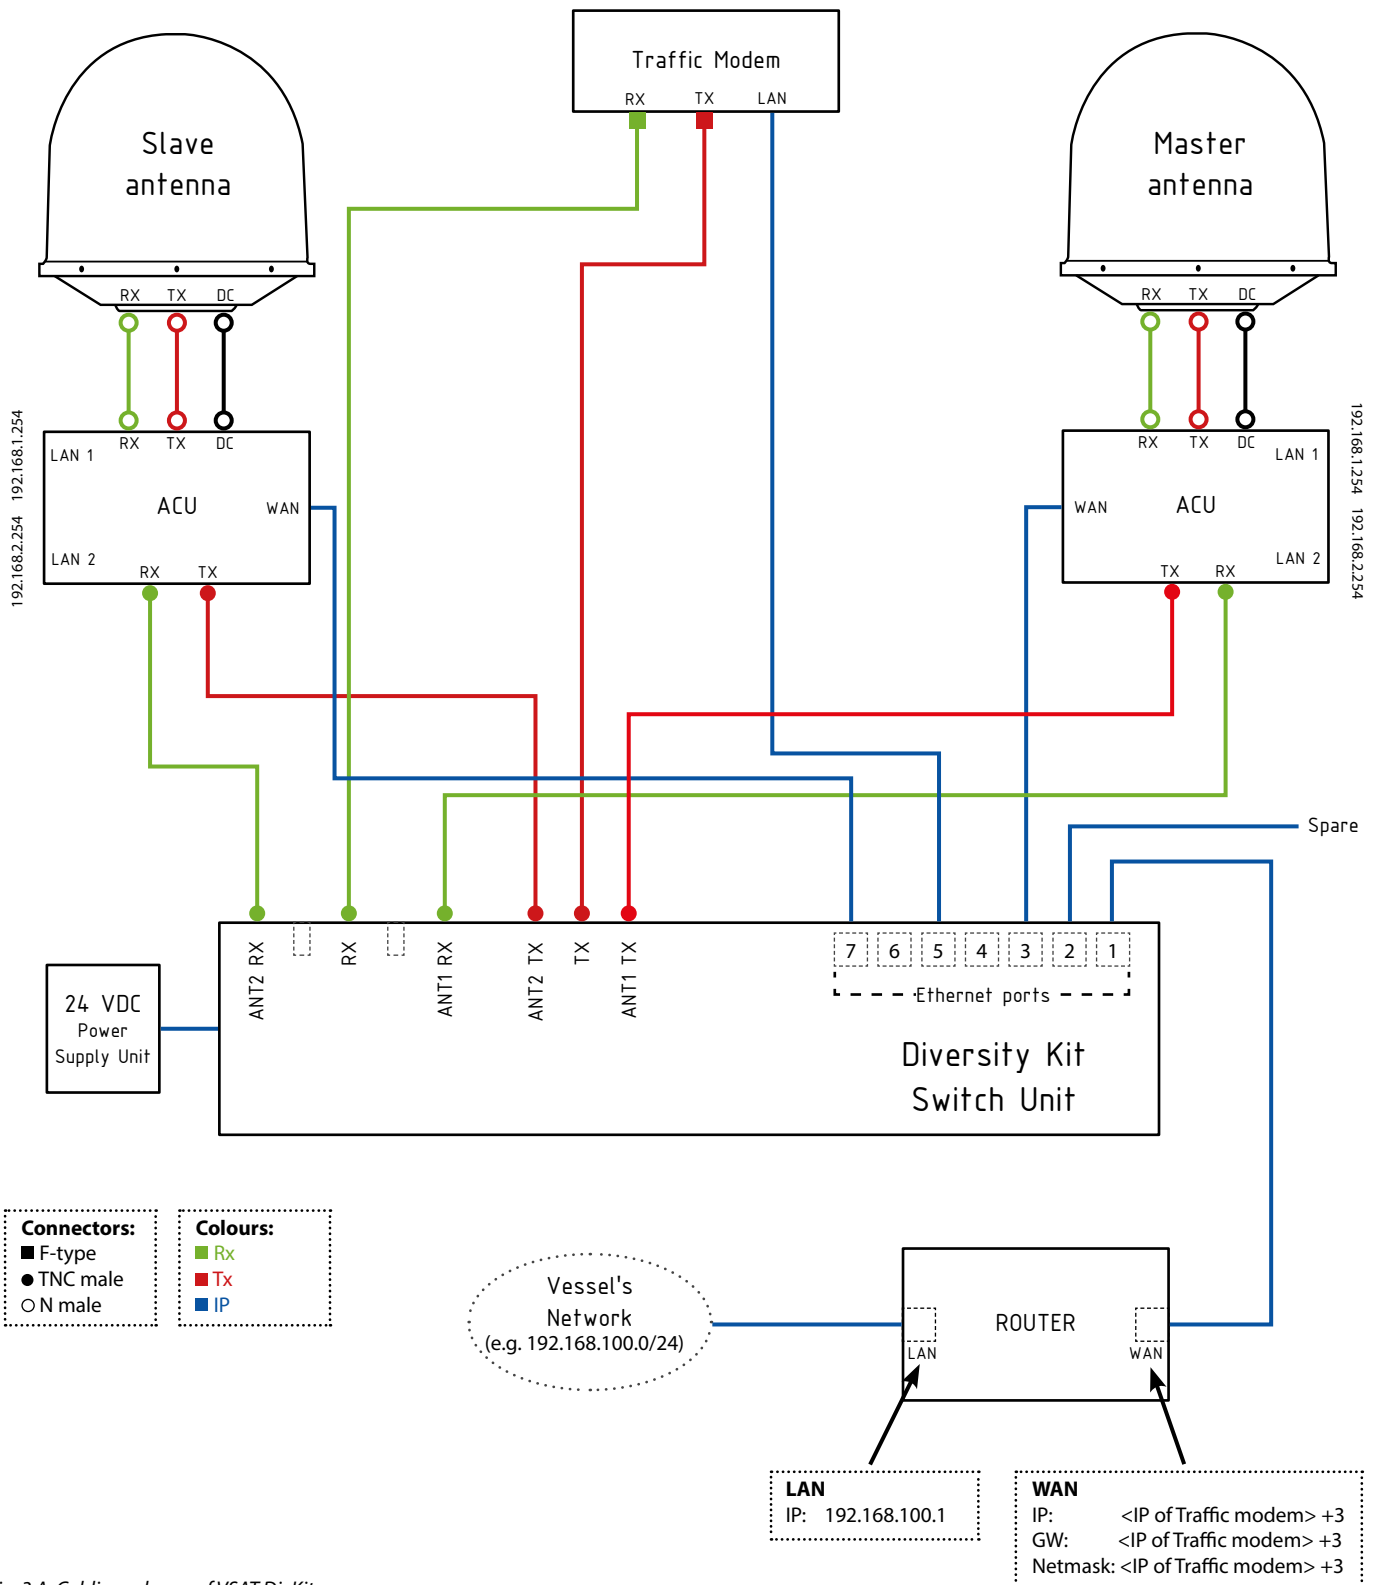 Traffic Modem
RX TX LAN
Slave
antenna
RX TX DC
Master
antenna
RX TX DC
192.168.2.254 192.168.1.254
RX TX DC
LAN 1
ACU
WAN
LAN 2
RX TX
RX TX DC
LAN 1
WAN
ACU
LAN 2
TX RX
192.168.1.254 192.168.2.254
Spare
ANT2 RX
RX
ANT1 RX
ANT2 TX
TX
ANT1 TX
7 6 5 4 3 2 1
Ethernet ports
Diversity Kit
Switch Unit
24 VDC
Power
Supply Unit
Connectors:
F-type
TNC male
N male
Colours:
Rx
Tx
IP
Vessel's
Network
(e.g. 192.168.100.0/24)
ROUTER
LAN
WAN
LAN
IP: 192.168.100.1
WAN
IP: <IP of Traffic modem> +3
GW: <IP of Traffic modem> +3
Netmask: <IP of Traffic modem> +3